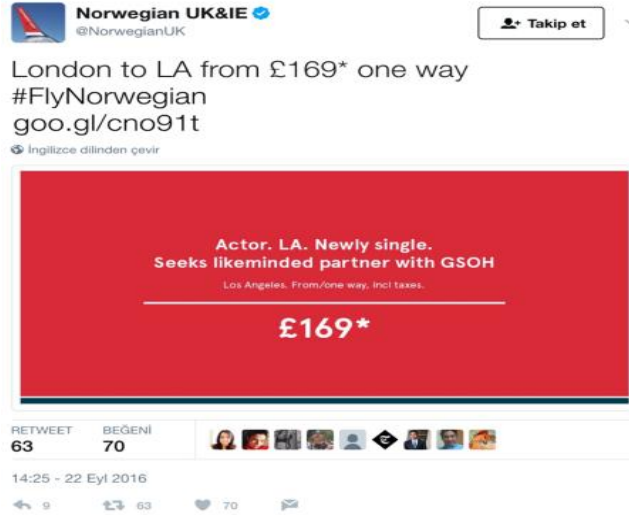 Norwegian UK&IE
@NorwegianUK
Takip et
London to LA from £169* one way
#FlyNorwegian
goo.gl/cno91t
İngilizce dilinden çevir
Actor. LA. Newly single.
Seeks likeminded partner with GSOH
Los Angeles. From/one way, incl taxes.
£169*
RETWEET BEĞENİ
63 70
14:25 - 22 Eyl 2016
9 63 70